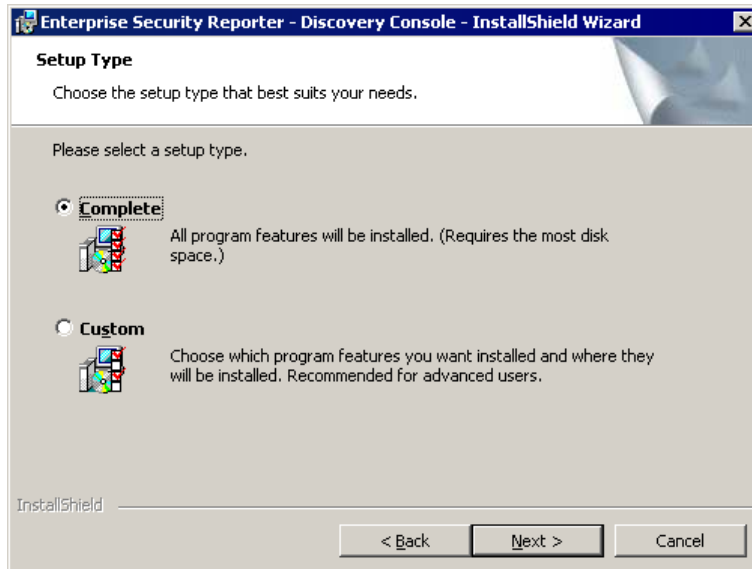 Enterprise Security Reporter - Discovery Console - InstallShield Wizard
Setup Type
Choose the setup type that best suits your needs.
Please select a setup type.
Complete
All program features will be installed. (Requires the most disk
space.)
Custom
Choose which program features you want installed and where they
will be installed. Recommended for advanced users.
InstallShield
< Back
Next >
Cancel